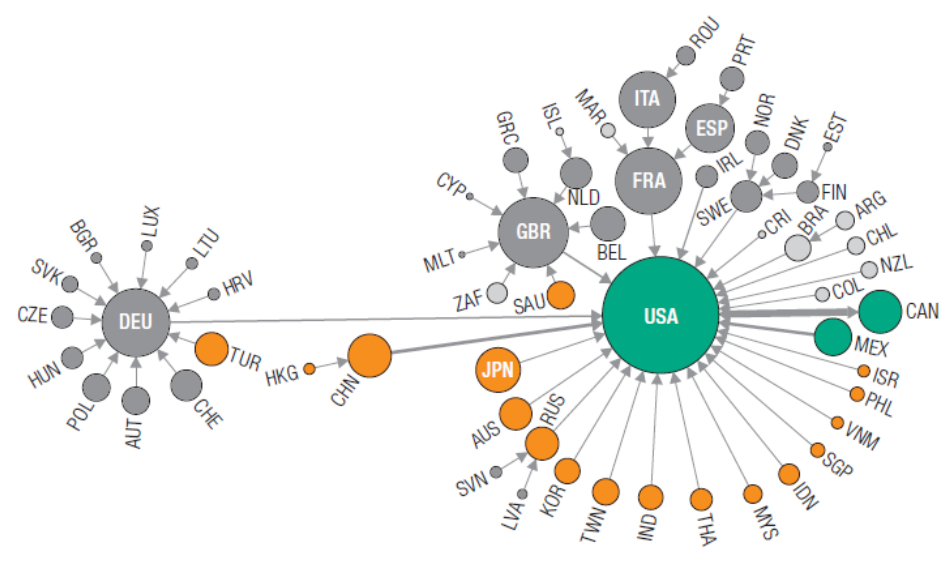 ROU
PRT
ITA
MAR
ESP
NOR
DNK
EST
ISL
GRC
IRL
FRA
NLD
SWE
FIN
CYP
CRI
BRA
ARG
GBR
BEL
CHL
LUX
BGR
LTU
MLT
NZL
SVK
HRV
ZAF
SAU
COL
CZE
DEU
USA
CAN
TUR
MEX
HUN
HKG
CHN
JPN
ISR
POL
AUT
CHE
AUS
RUS
PHL
VNM
SVN
LVA
KOR
TWN
IND
THA
MYS
IDN
SGP